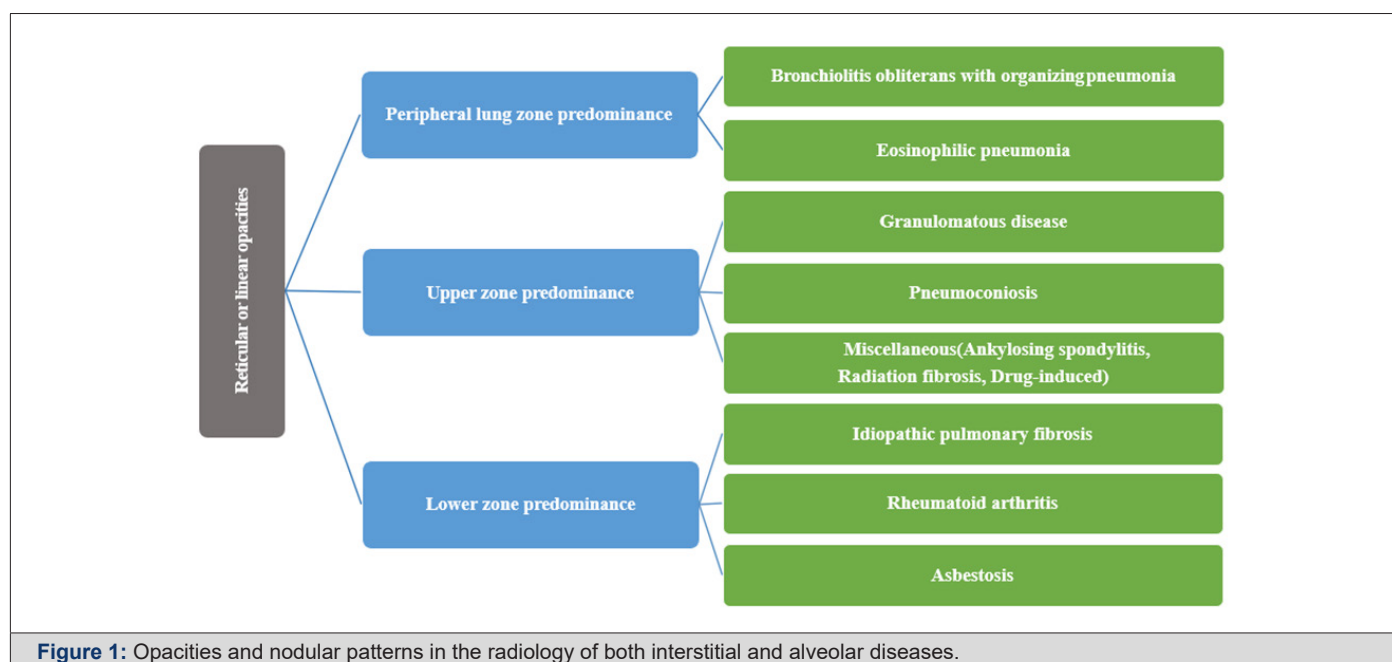 Reticular or linear opacities
Peripheral lung zone predominance
Bronchiolitis obliterans with organizingpneumonia
Eosinophilic pneumonia
Upper zone predominance
Granulomatous disease
Pneumoconiosis
Miscellaneous(Ankylosing spondylitis,
Radiation fibrosis, Drug-induced)
Lower zone predominance
Idiopathic pulmonary fibrosis
Rheumatoid arthritis
Asbestosis
Figure 1: Opacities and nodular patterns in the radiology of both interstitial and alveolar diseases.